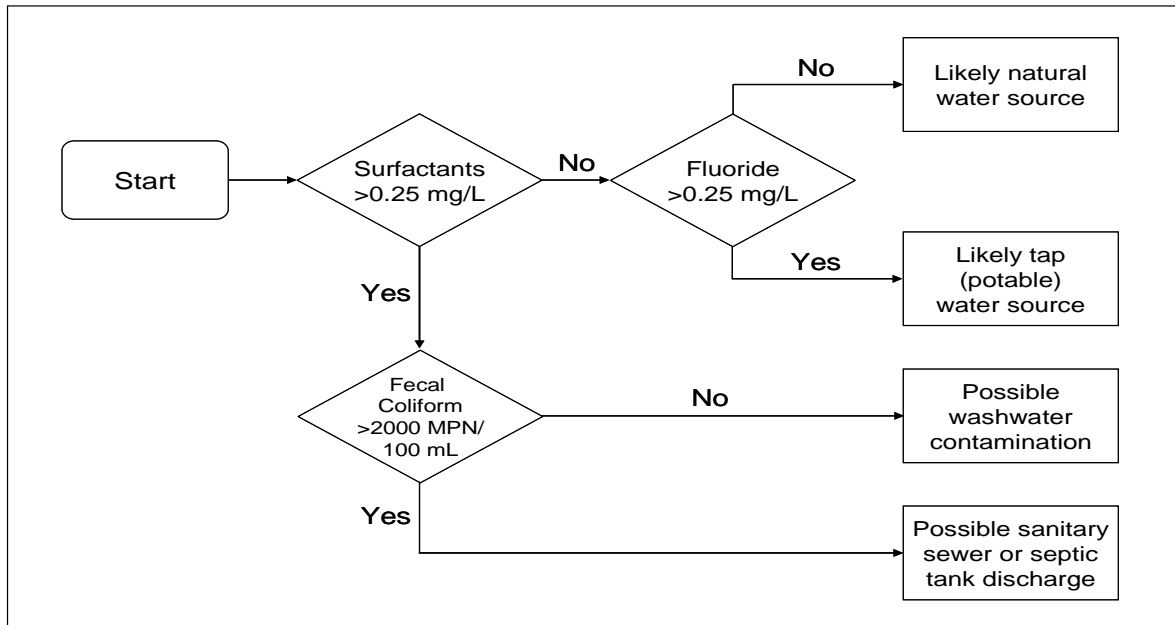 Start
Surfactants
>0.25 mg/L
No
Fluoride
>0.25 mg/L
No
Likely natural
water source
Yes
Likely tap
(potable)
water source
Yes
Fecal
Coliform
>2000 MPN/
100 mL
No
Possible
washwater
contamination
Yes
Possible sanitary
sewer or septic
tank discharge